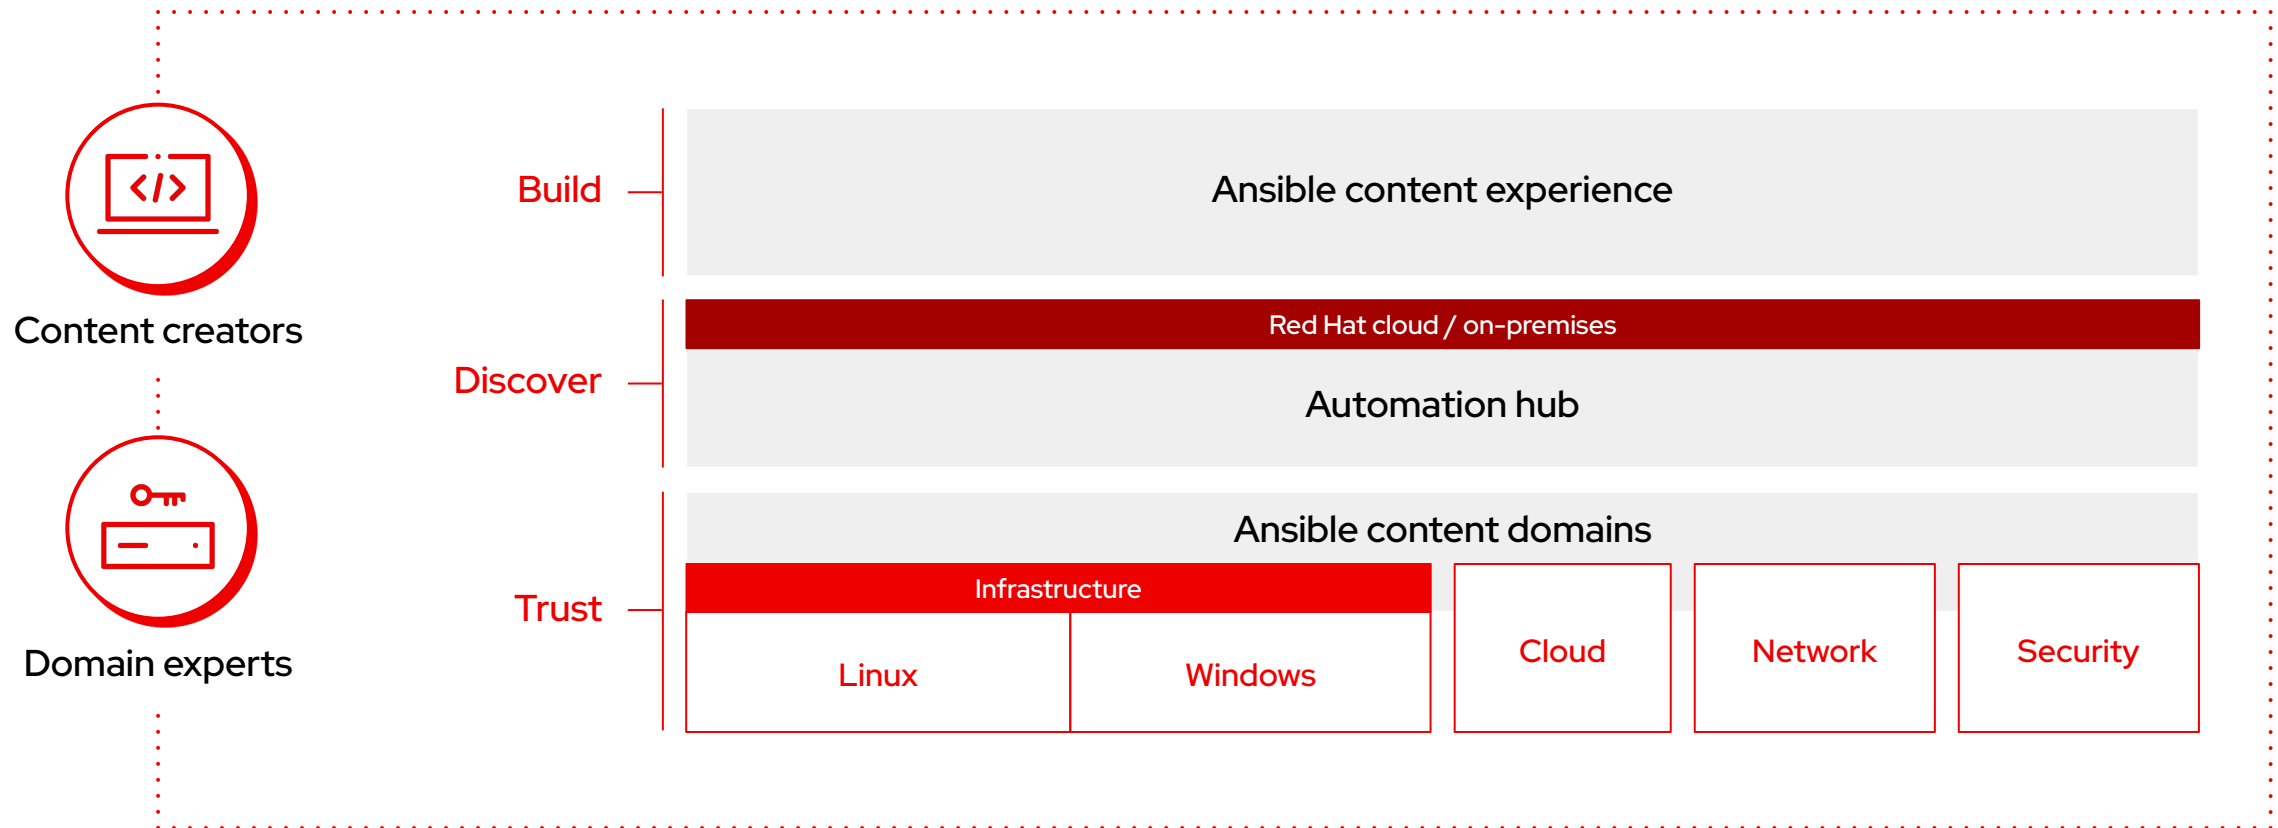 Content creators
Domain experts
Build
Ansible content experience
Discover
Red Hat cloud / on-premises
Automation hub
Trust
Ansible content domains
Infrastructure
Linux
Windows
Cloud
Network
Security